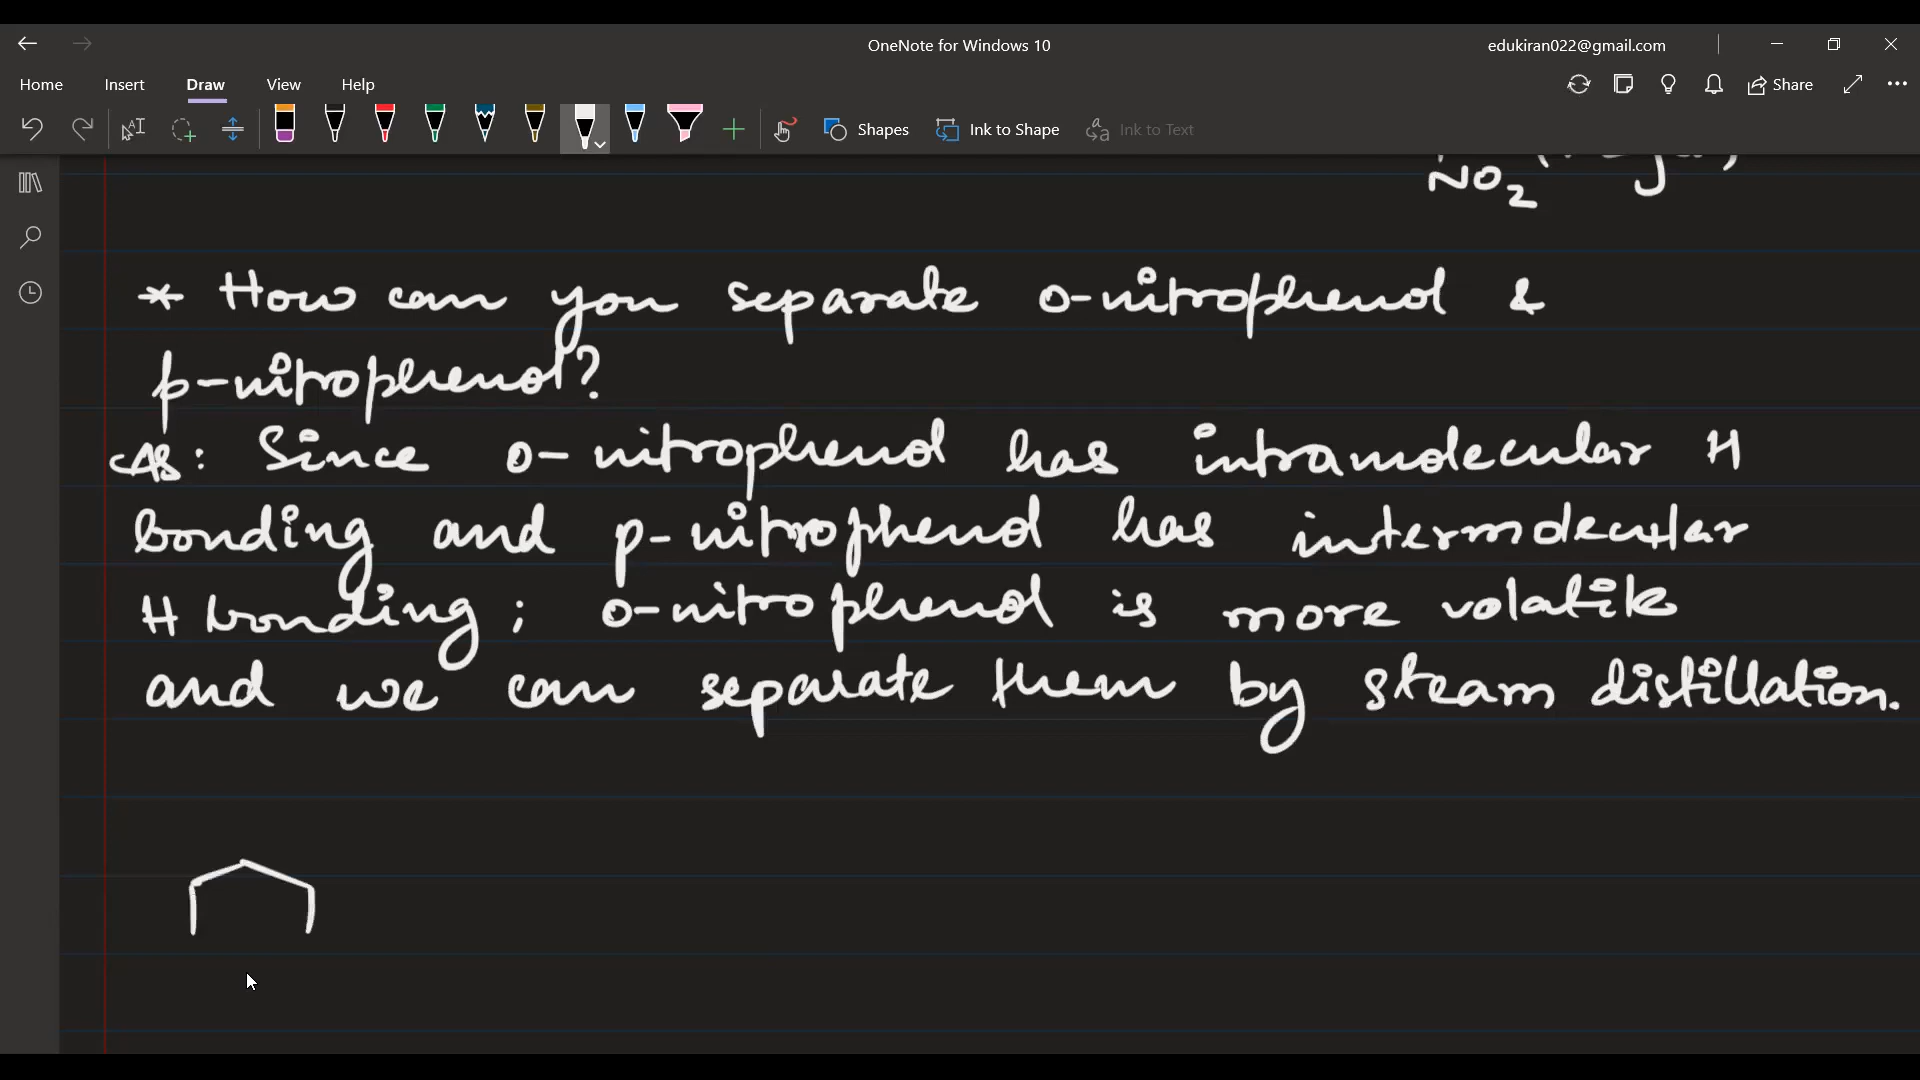 OneNote for Windows 10
edukiran022@gmail.com
Home Insert Draw View Help
Share
Shapes Ink to Shape Ink to Text
NO2
* How can you separate o-nitrophenol &
p-nitrophenol?
As: Since o-nitrophenol has intramolecular H
bonding and p-nitrophenol has intermolecular
H bonding; o-nitrophenol is more volatile
and we can separate them by steam distillation.